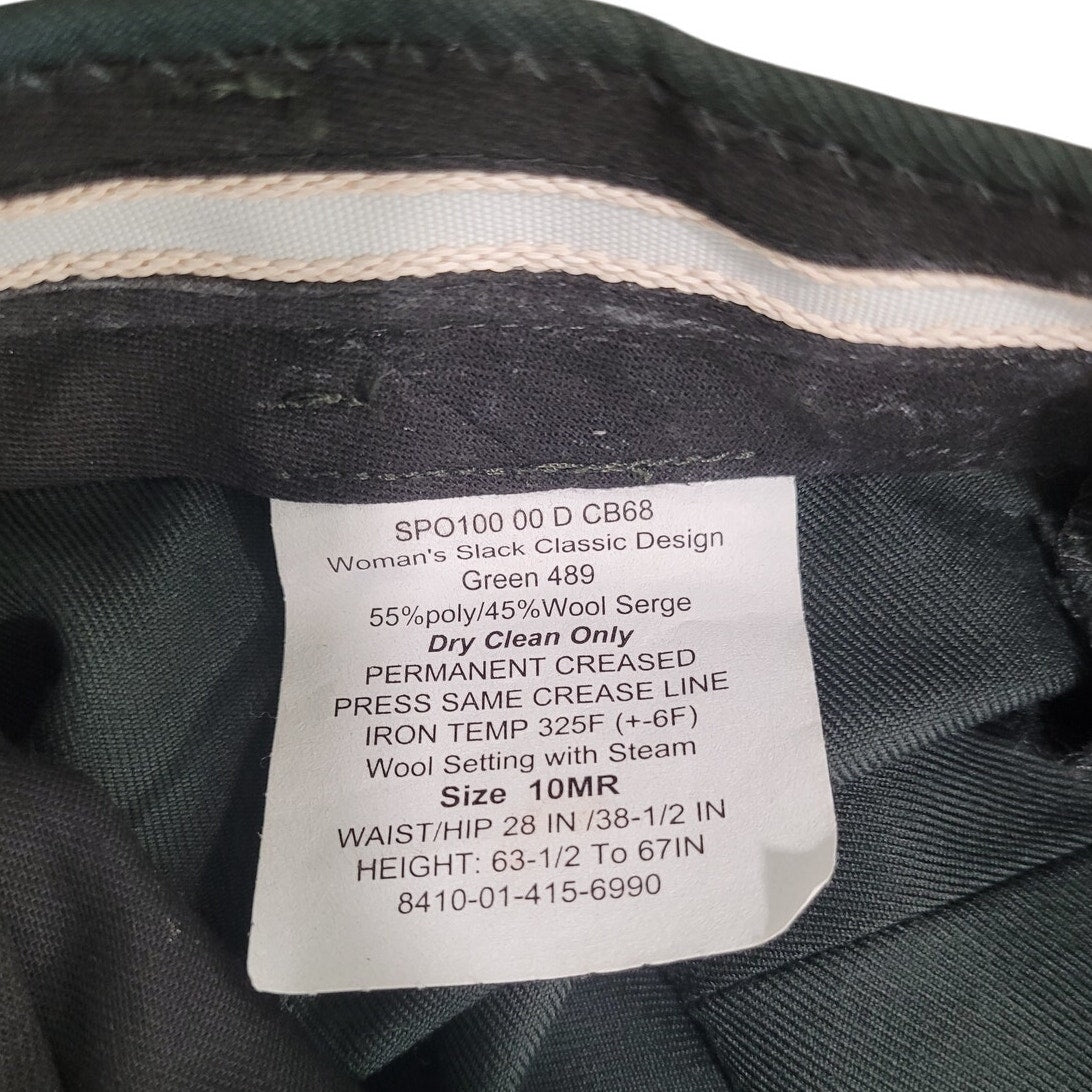 SPO100 00 D CB68
Woman's Slack Classic Design
Green 489
55%poly/45%Wool Serge
Dry Clean Only
PERMANENT CREASED
PRESS SAME CREASE LINE
IRON TEMP 325F (+-6F)
Wool Setting with Steam
Size 10MR
WAIST/HIP 28 IN /38-1/2 IN
HEIGHT: 63-1/2 To 67IN
8410-01-415-6990